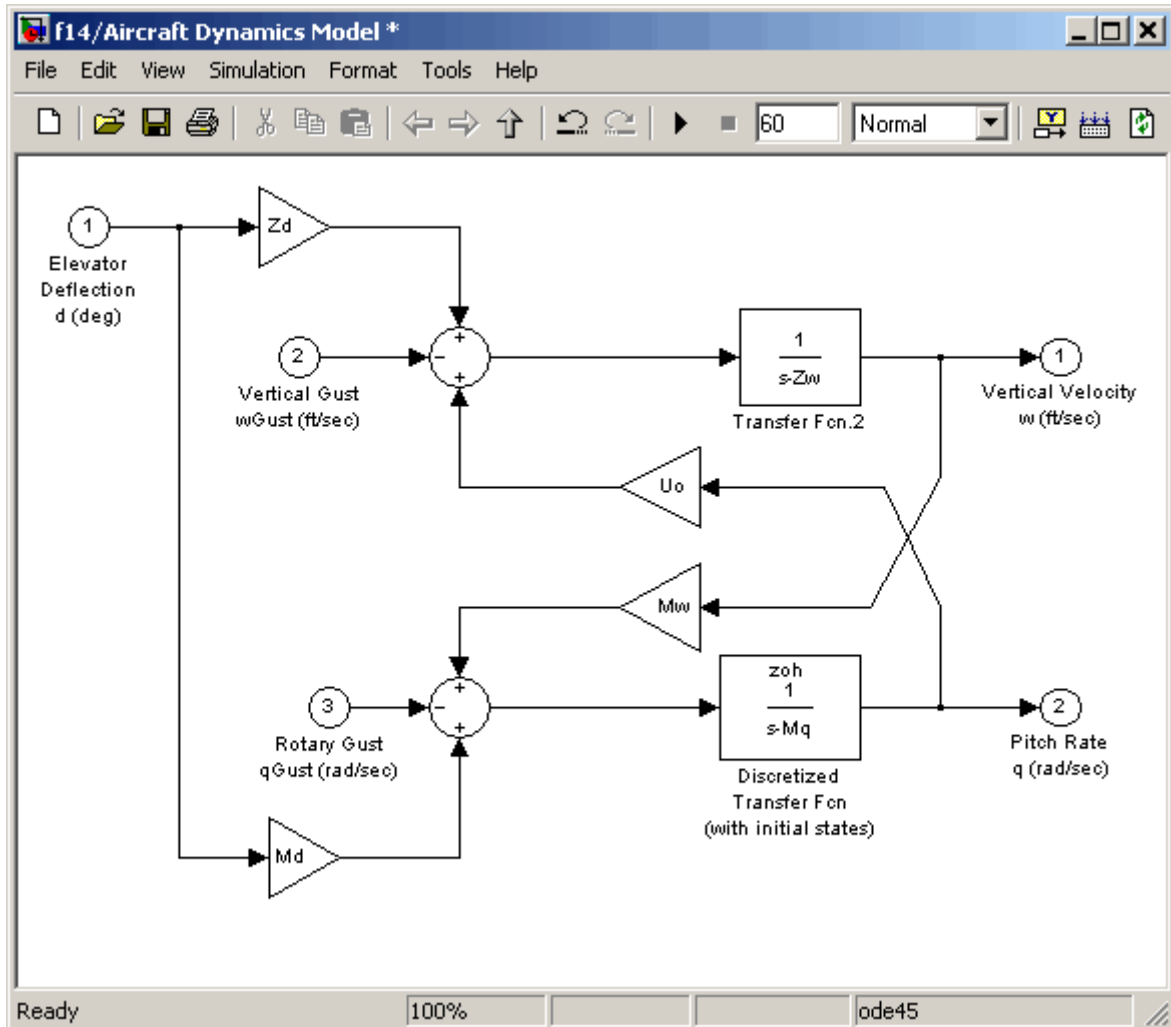 f14/Aircraft Dynamics Model *
File Edit View Simulation Format Tools Help
60 Normal
Zd
1
Elevator
Deflection
d (deg)
+
- 
+
2
Vertical Gust
wGust (ft/sec)
1
s-Zw
Transfer Fcn.2
1
Vertical Velocity
w (ft/sec)
Uo
Mw
+
-
+
3
Rotary Gust
qGust (rad/sec)
zoh
1
s-Mq
Discretized
Transfer Fcn
(with initial states)
2
Pitch Rate
q (rad/sec)
Md
Ready 100% ode45